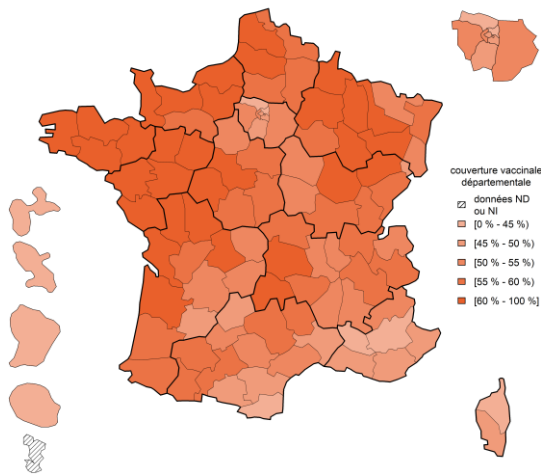 couverture vaccinale
départementale
données ND
ou NI
[0 % - 45 %)
[45 % - 50 %)
[50 % - 55 %)
[55 % - 60 %)
[60 % - 100 %]